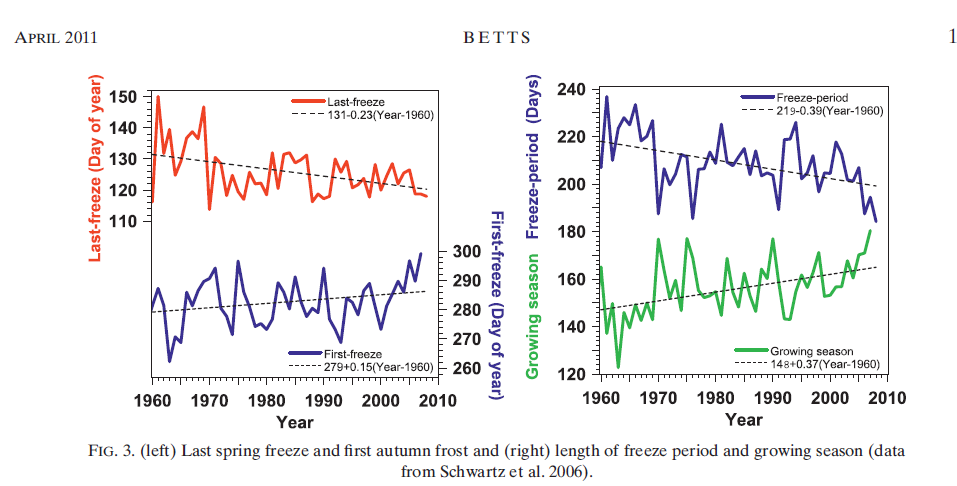 APRIL 2011 BETTS 1
Last-freeze (Day of year)
150
140
130
120
110
Last-freeze
131-0.23(Year-1960)
First-freeze (Day of year)
300
290
280
270
260
First-freeze
279+0.15(Year-1960)
1960 1970 1980 1990 2000 2010
Year
Growing season Freeze-period (Days)
240
220
200
180
160
140
120
Freeze-period
219-0.39(Year-1960)
Growing season
148+0.37(Year-1960)
1960 1970 1980 1990 2000 2010
Year
FIG. 3. (left) Last spring freeze and first autumn frost and (right) length of freeze period and growing season (data
from Schwartz et al. 2006).